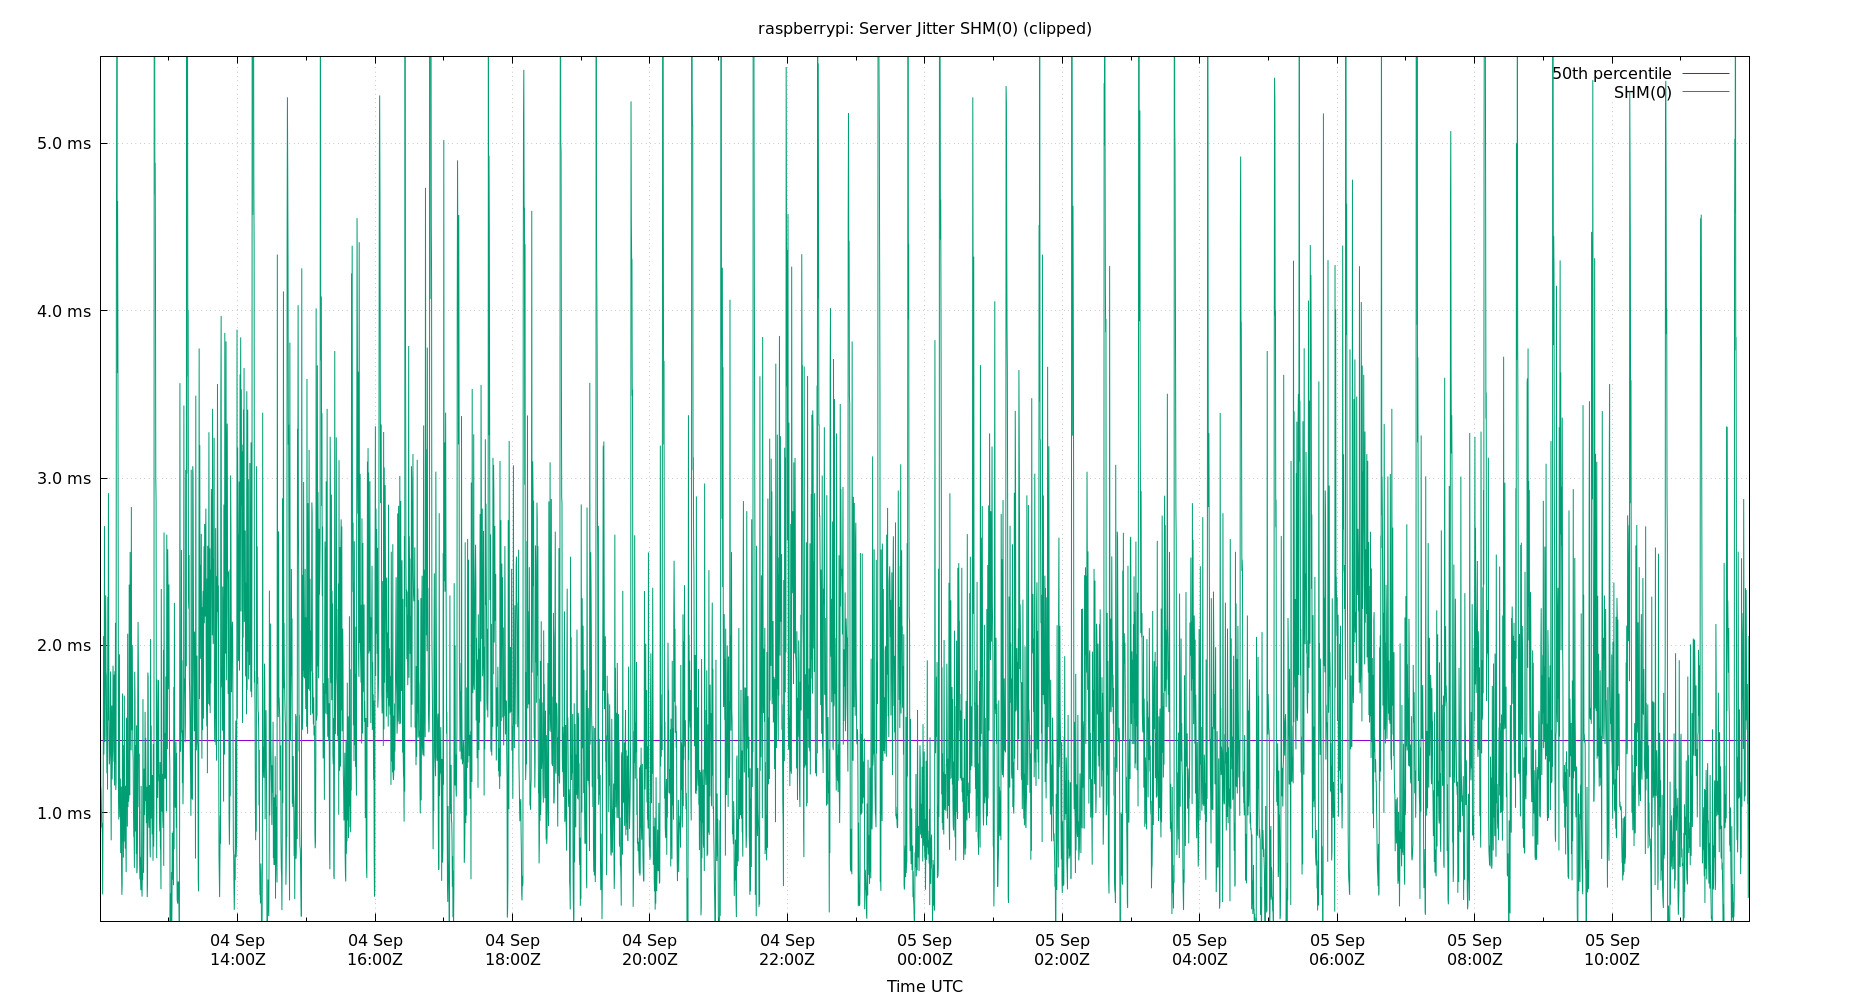 raspberrypi: Server Jitter SHM(0) (clipped)
50th percentile
SHM(0)
5.0 ms
4.0 ms
3.0 ms
2.0 ms
1.0 ms
04 Sep 04 Sep 04 Sep 04 Sep 04 Sep 05 Sep 05 Sep 05 Sep 05 Sep 05 Sep 05 Sep
14:00Z 16:00Z 18:00Z 20:00Z 22:00Z 00:00Z 02:00Z 04:00Z 06:00Z 08:00Z 10:00Z
Time UTC